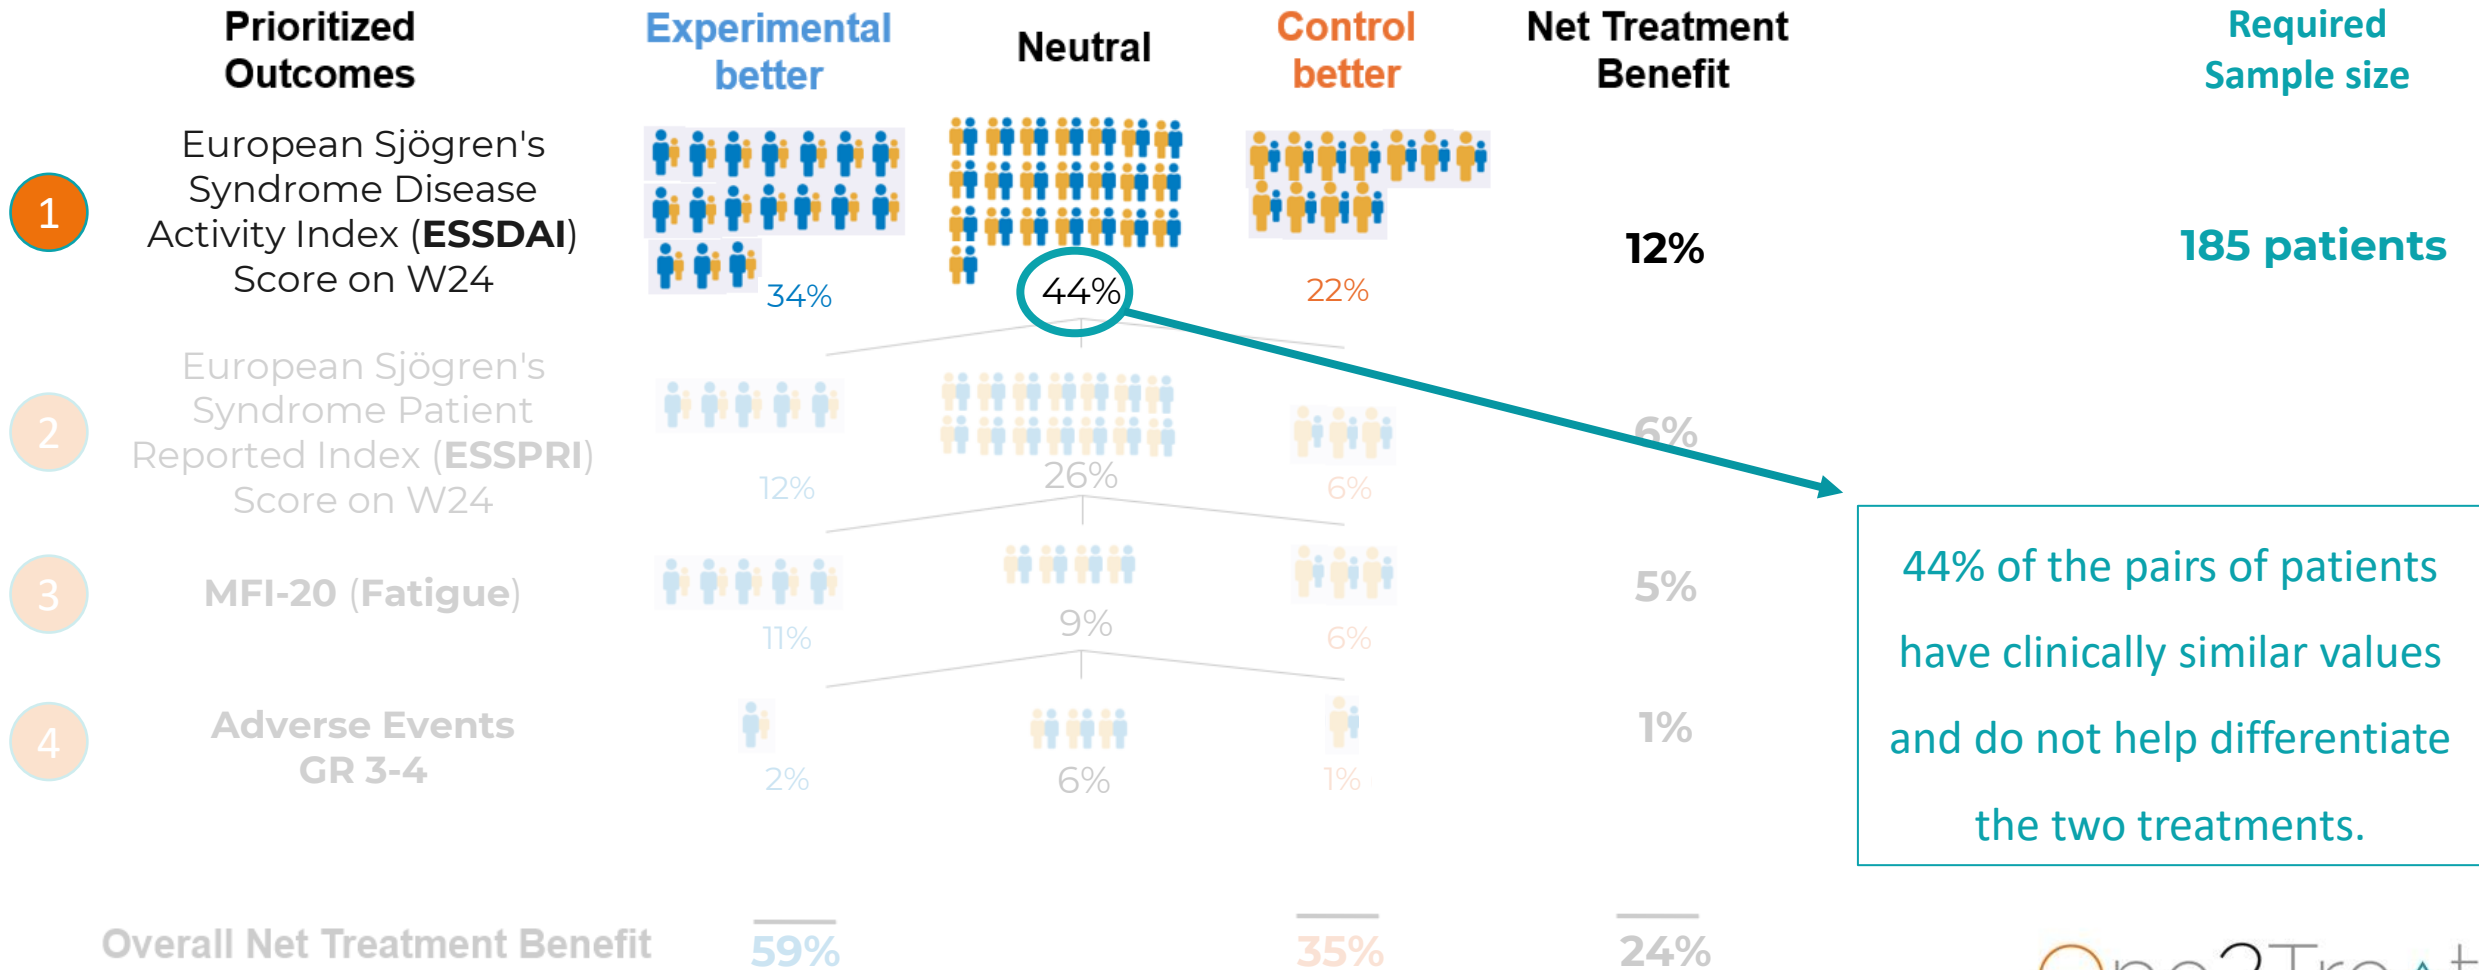 Prioritized
Outcomes
Experimental
better
Neutral
Control
better
Net Treatment
Benefit
Required
Sample size
1
European Sjögren's
Syndrome Disease
Activity Index (ESSDAI)
Score on W24
34%
44%
22%
12%
185 patients
2
European Sjögren's
Syndrome Patient
Reported Index (ESSPRI)
Score on W24
12%
26%
6%
6%
3
MFI-20 (Fatigue)
11%
9%
6%
5%
4
Adverse Events
GR 3-4
2%
6%
1%
1%
44% of the pairs of patients
have clinically similar values
and do not help differentiate
the two treatments.
Overall Net Treatment Benefit
59%
35%
24%